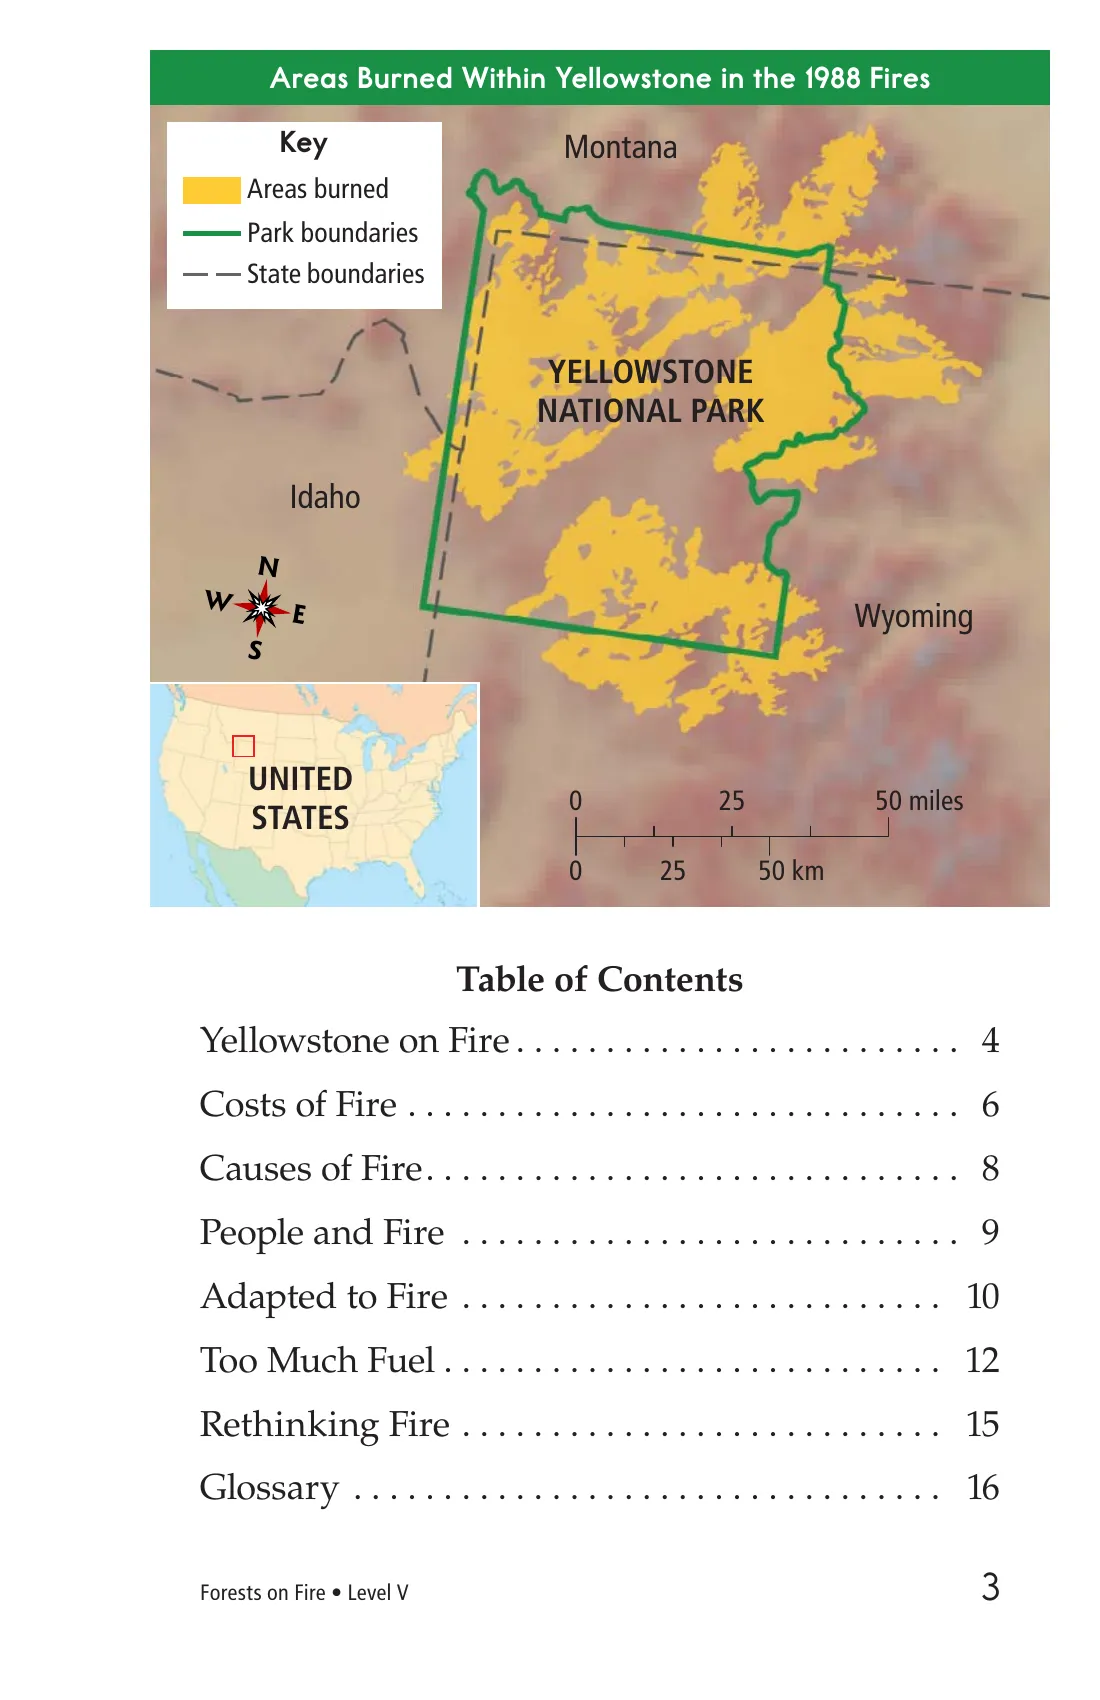 Areas Burned Within Yellowstone in the 1988 Fires
Key
Areas burned
Park boundaries
State boundaries
Montana
YELLOWSTONE
NATIONAL PARK
Idaho
N
W
E
S
Wyoming
UNITED
STATES
0 25 50 miles
0 25 50 km
Table of Contents
Yellowstone on Fire . . . . . . . . . . . . . . . . . . . . . . . . . 4
Costs of Fire . . . . . . . . . . . . . . . . . . . . . . . . . . . . . . . 6
Causes of Fire . . . . . . . . . . . . . . . . . . . . . . . . . . . . . . 8
People and Fire . . . . . . . . . . . . . . . . . . . . . . . . . . . . 9
Adapted to Fire . . . . . . . . . . . . . . . . . . . . . . . . . . . 10
Too Much Fuel . . . . . . . . . . . . . . . . . . . . . . . . . . . . 12
Rethinking Fire . . . . . . . . . . . . . . . . . . . . . . . . . . . 15
Glossary . . . . . . . . . . . . . . . . . . . . . . . . . . . . . . . . . 16
Forests on Fire • Level V 3